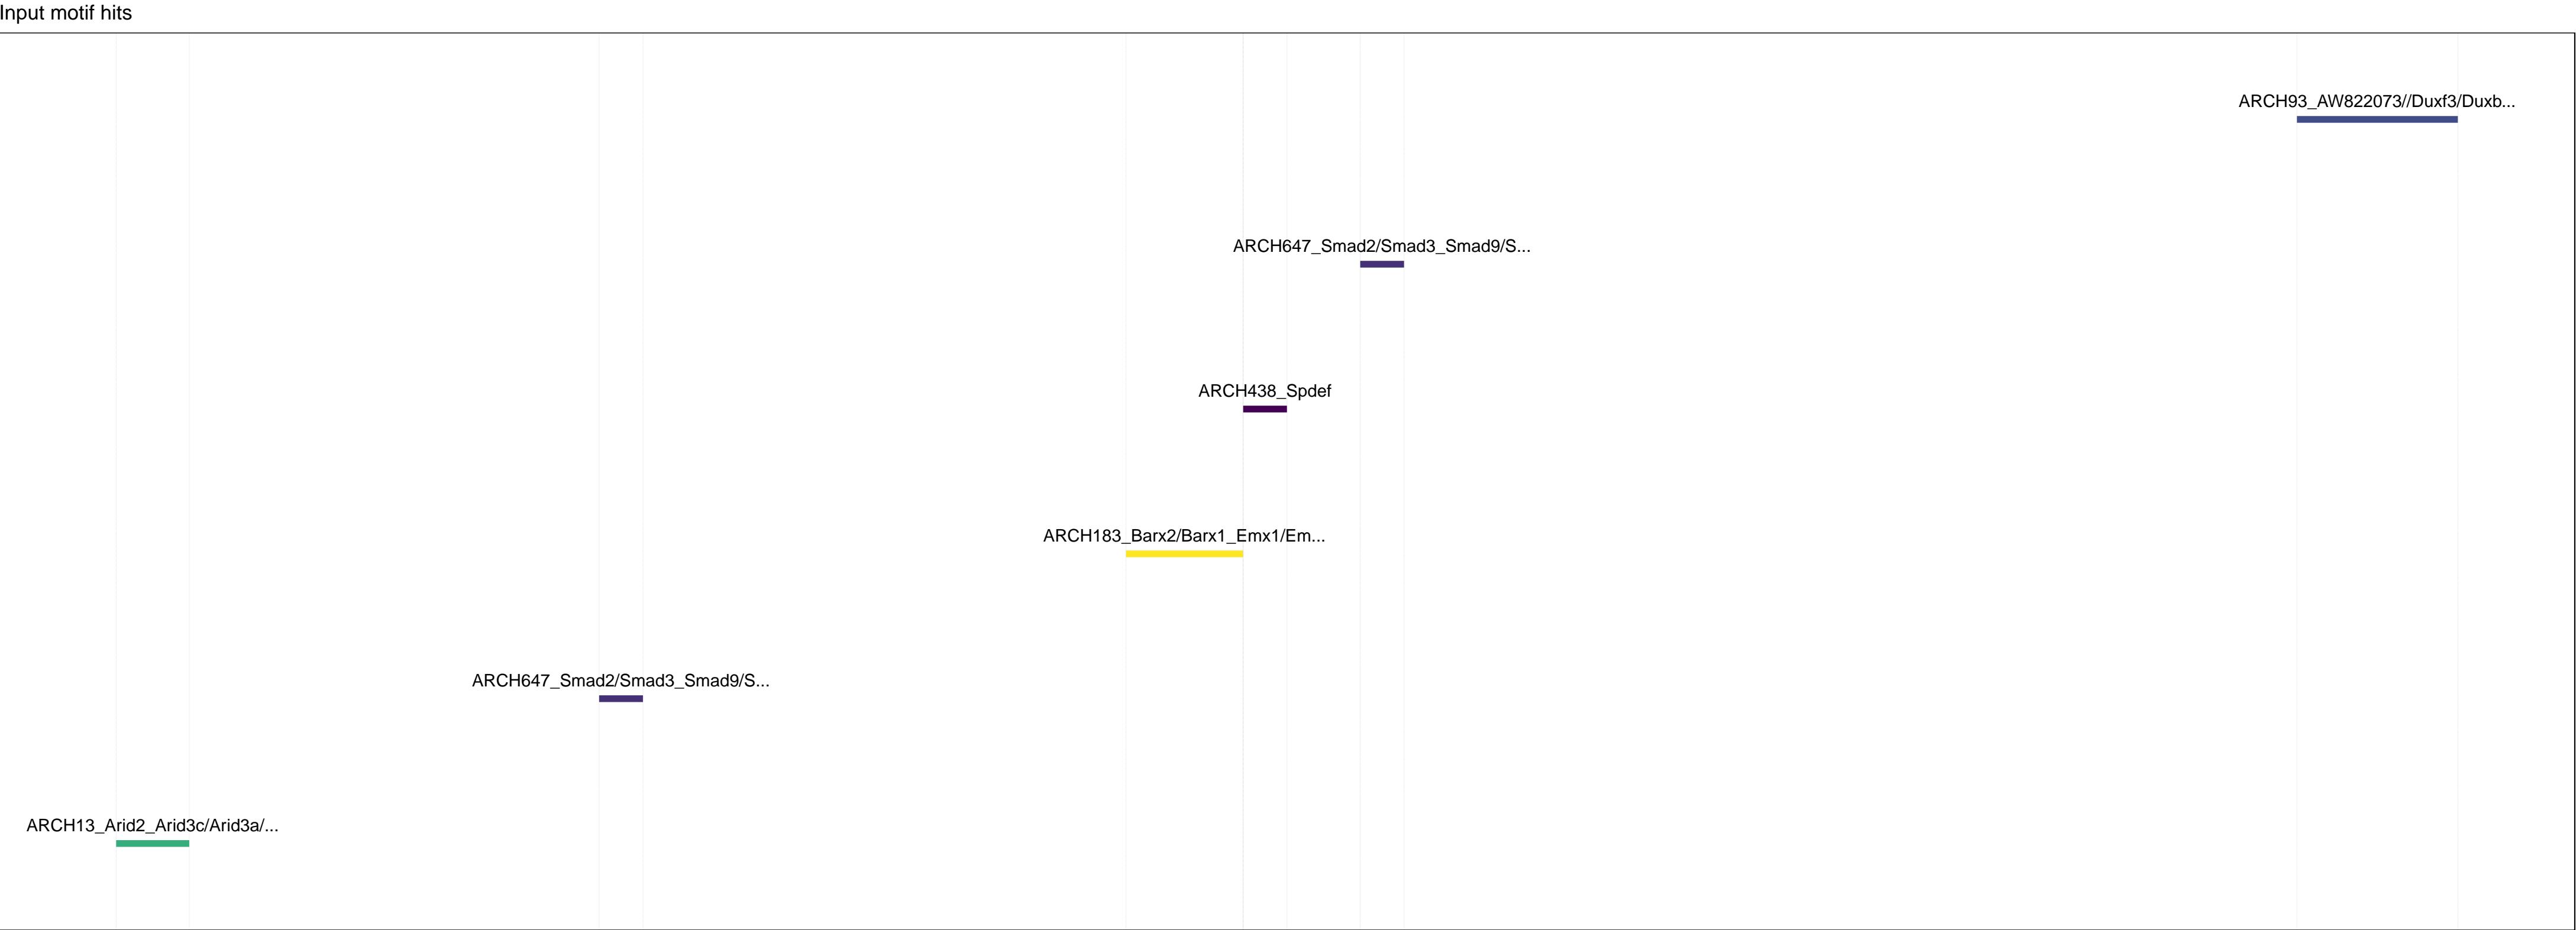 Input motif hits
ARCH93_AW822073//Duxf3/Duxb...
ARCH647_Smad2/Smad3_Smad9/S...
ARCH438_Spdef
ARCH183_Barx2/Barx1_Emx1/Em...
ARCH647_Smad2/Smad3_Smad9/S...
ARCH13_Arid2_Arid3c/Arid3a/...